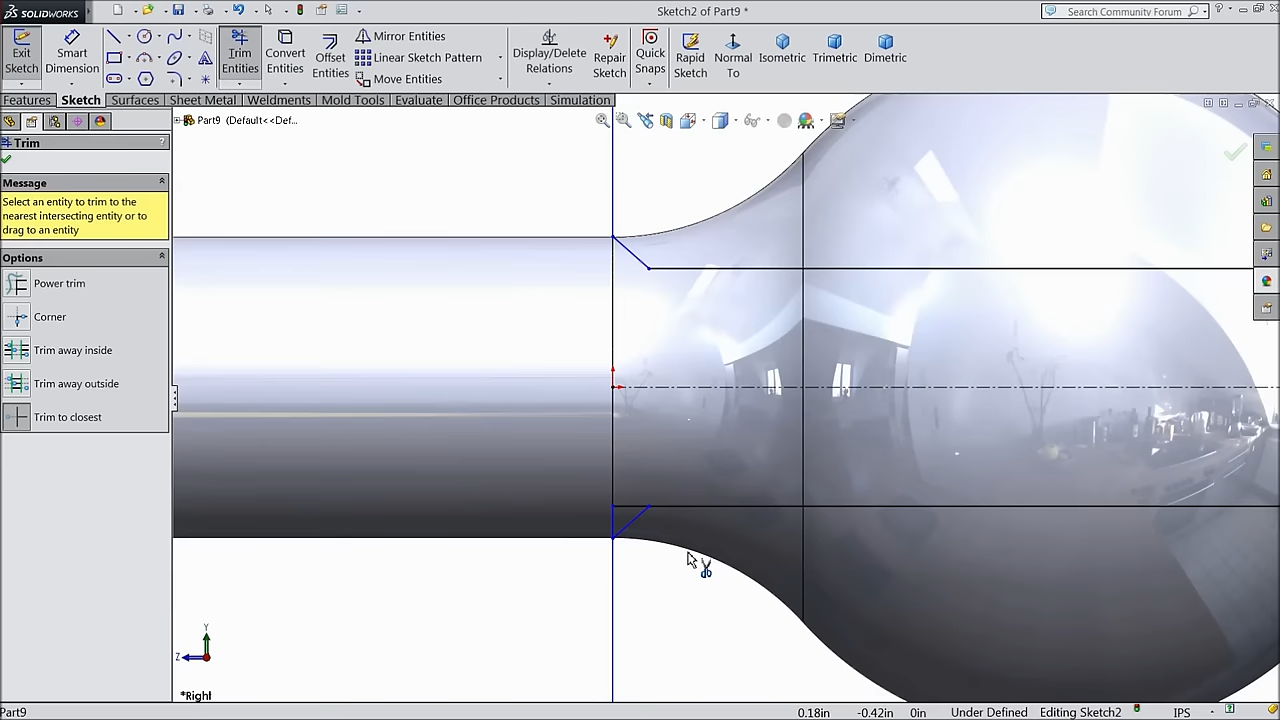 SOLIDWORKS
Sketch2 of Part9 *
Search Community Forum
Exit Sketch
Smart Dimension
Trim Entities
Convert Entities
Offset Entities
Mirror Entities
Linear Sketch Pattern
Move Entities
Display/Delete Relations
Repair Sketch
Quick Snaps
Rapid Sketch
Normal To
Isometric
Trimetric
Dimetric
Features Sketch Surfaces Sheet Metal Weldments Mold Tools Evaluate Office Products Simulation
Part9 (Default<<Def...
Trim
?
Message
Select an entity to trim to the
nearest intersecting entity or to
drag to an entity
Options
Power trim
Corner
Trim away inside
Trim away outside
Trim to closest
Y
Z
*Right
Part9
0.18in -0.42in 0in Under Defined Editing Sketch2 IPS